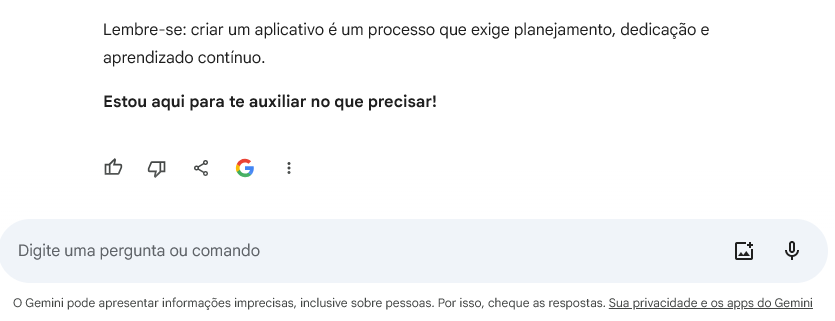 Lembre-se: criar um aplicativo é um processo que exige planejamento, dedicação e
aprendizado contínuo.
Estou aqui para te auxiliar no que precisar!
Digite uma pergunta ou comando
O Gemini pode apresentar informações imprecisas, inclusive sobre pessoas. Por isso, cheque as respostas. Sua privacidade e os apps do Gemini